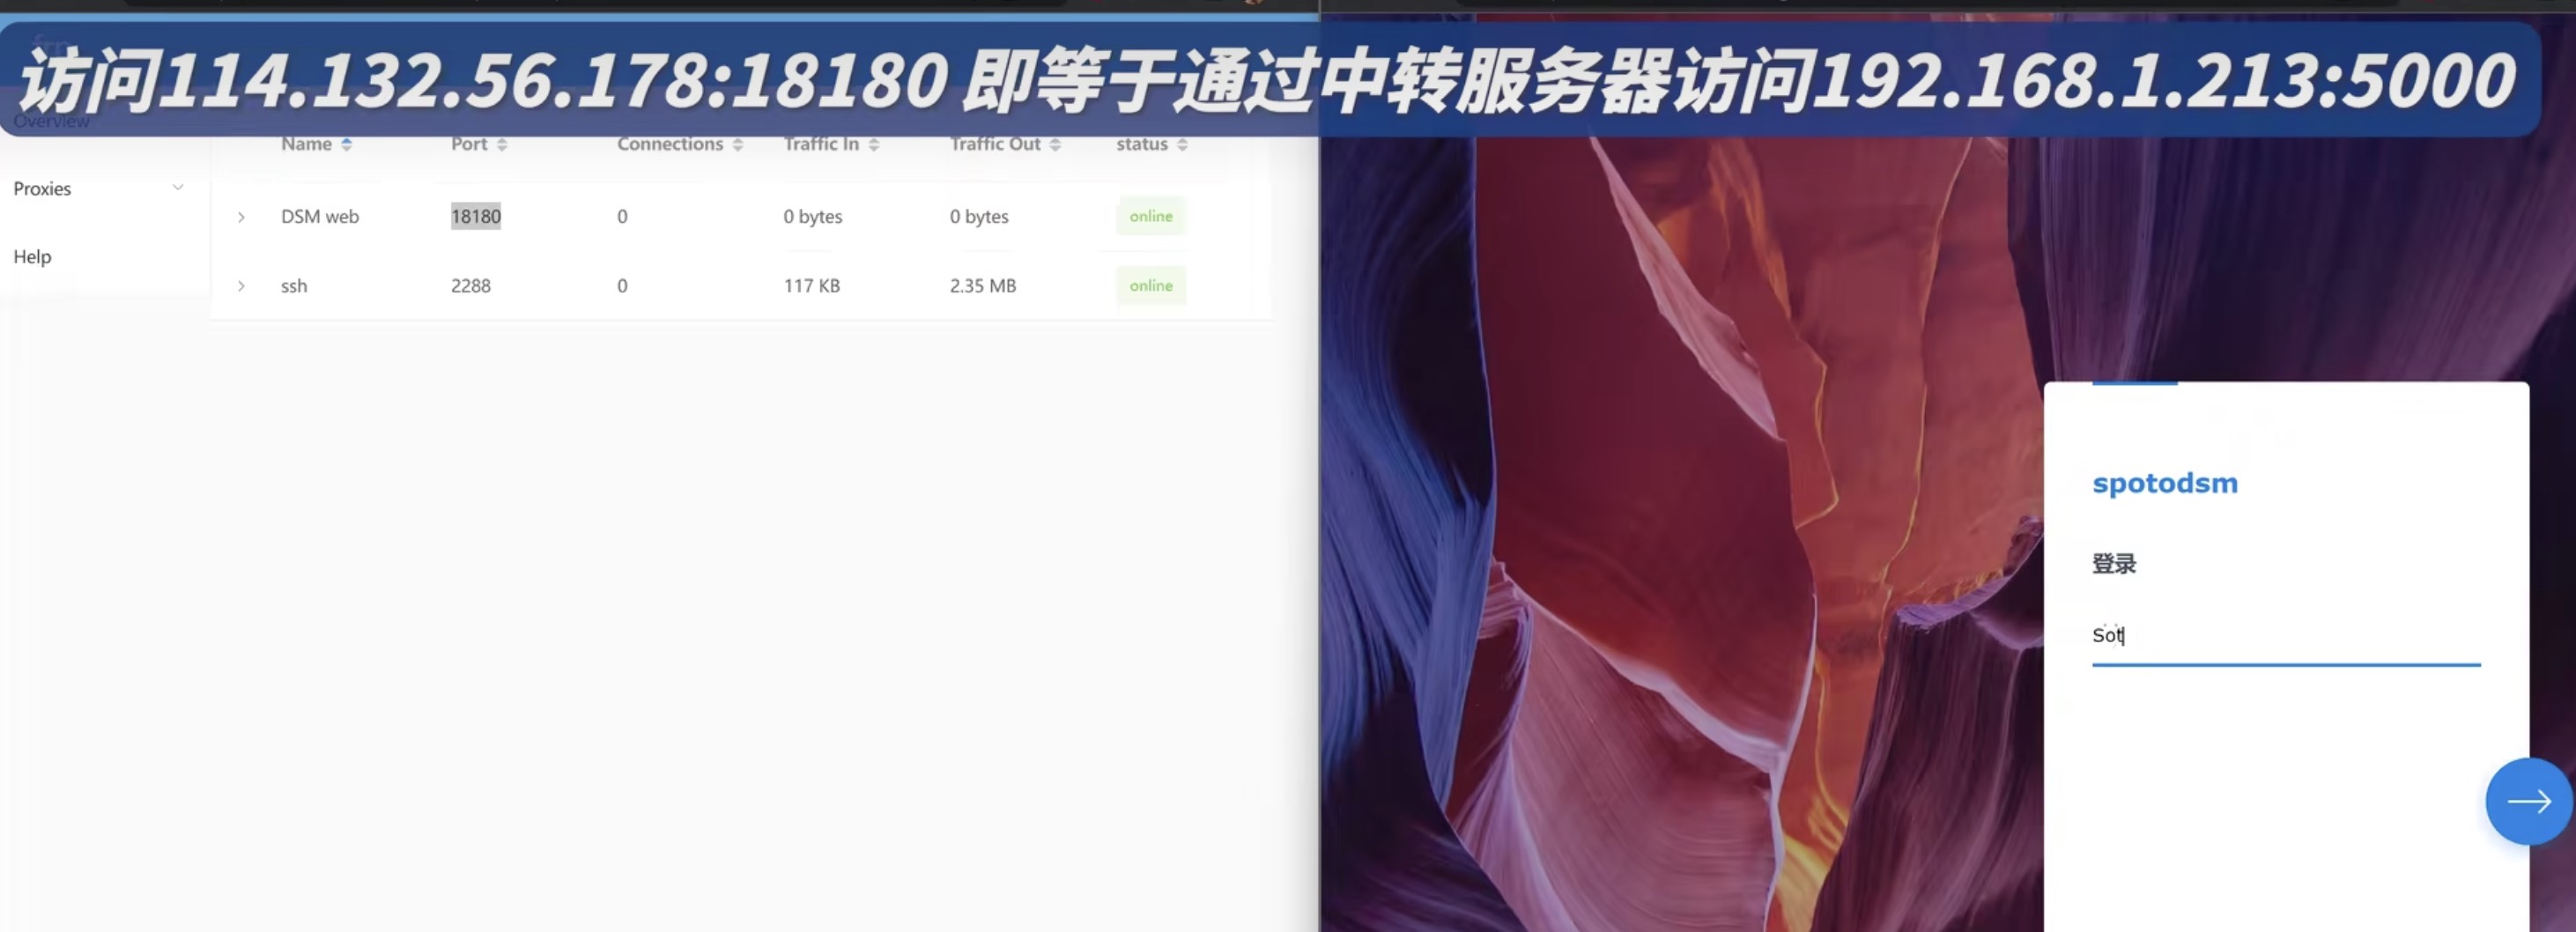 访问114.132.56.178:18180 即等于通过中转服务器访问192.168.1.213:5000
Overview
Name Port Connections Traffic In Traffic Out status
Proxies
DSM web 18180 0 0 bytes 0 bytes online
Help
ssh 2288 0 117 KB 2.35 MB online
spotodsm
登录
Sot